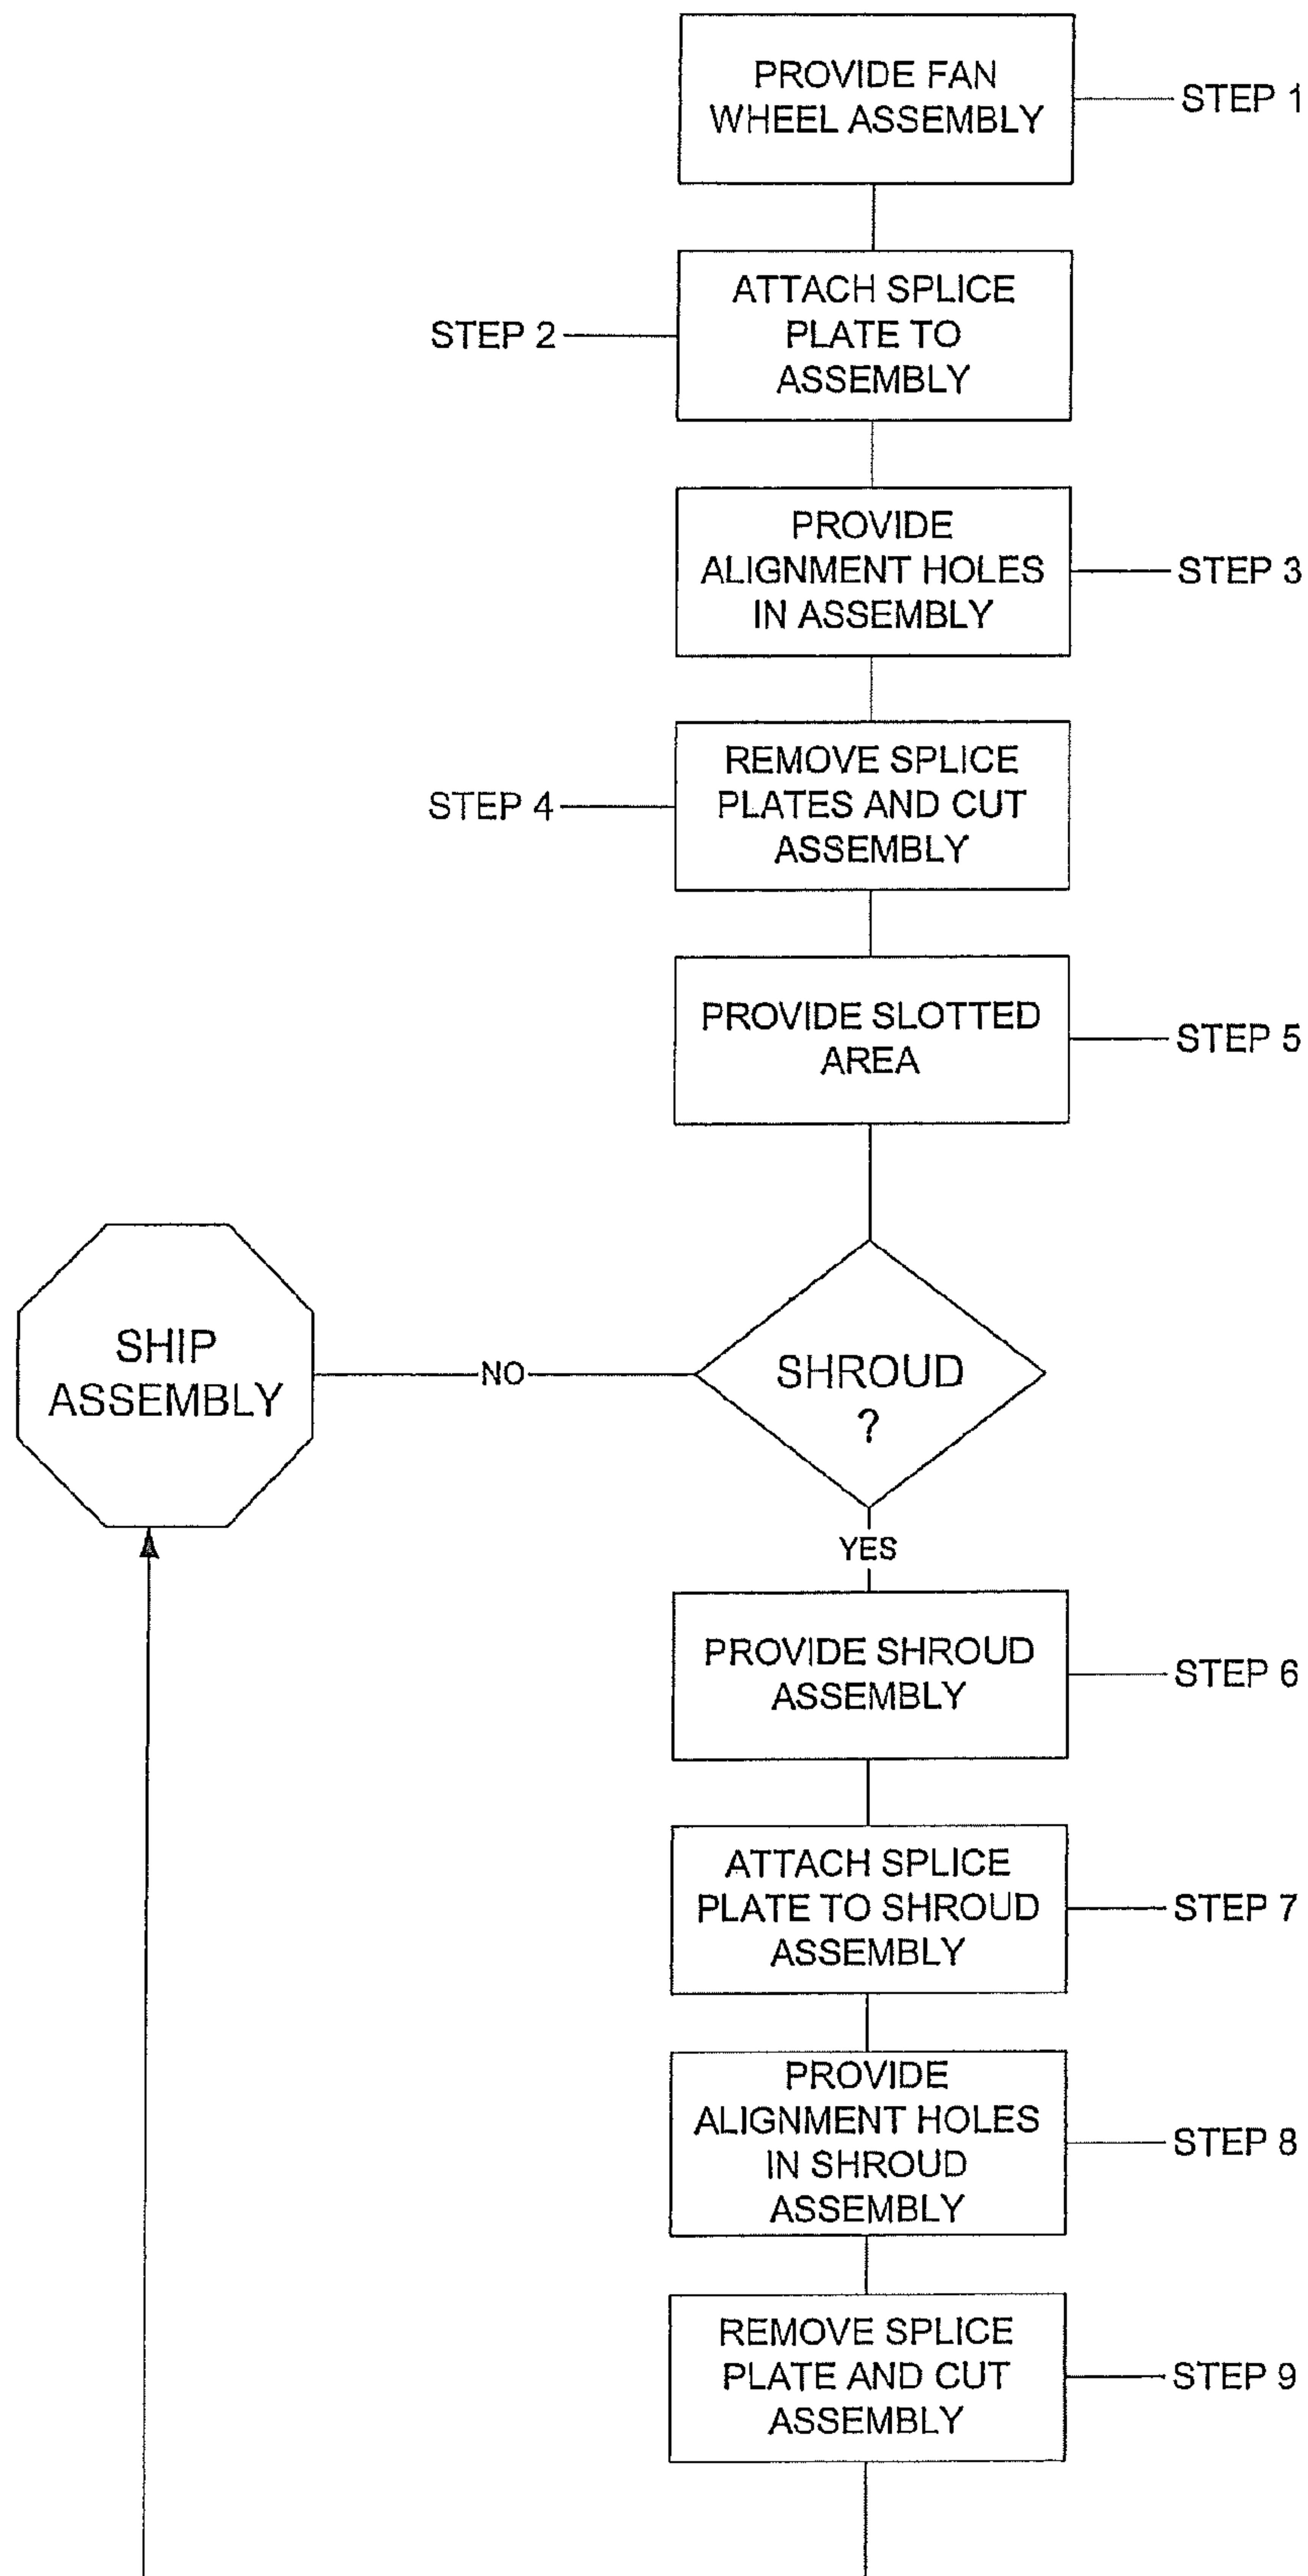 PROVIDE FAN
WHEEL ASSEMBLY
STEP 1
ATTACH SPLICE
PLATE TO
ASSEMBLY
STEP 2
PROVIDE
ALIGNMENT HOLES
IN ASSEMBLY
STEP 3
REMOVE SPLICE
PLATES AND CUT
ASSEMBLY
STEP 4
PROVIDE SLOTTED
AREA
STEP 5
SHROUD
?
NO
SHIP
ASSEMBLY
YES
PROVIDE SHROUD
ASSEMBLY
STEP 6
ATTACH SPLICE
PLATE TO SHROUD
ASSEMBLY
STEP 7
PROVIDE
ALIGNMENT HOLES
IN SHROUD
ASSEMBLY
STEP 8
REMOVE SPLICE
PLATE AND CUT
ASSEMBLY
STEP 9